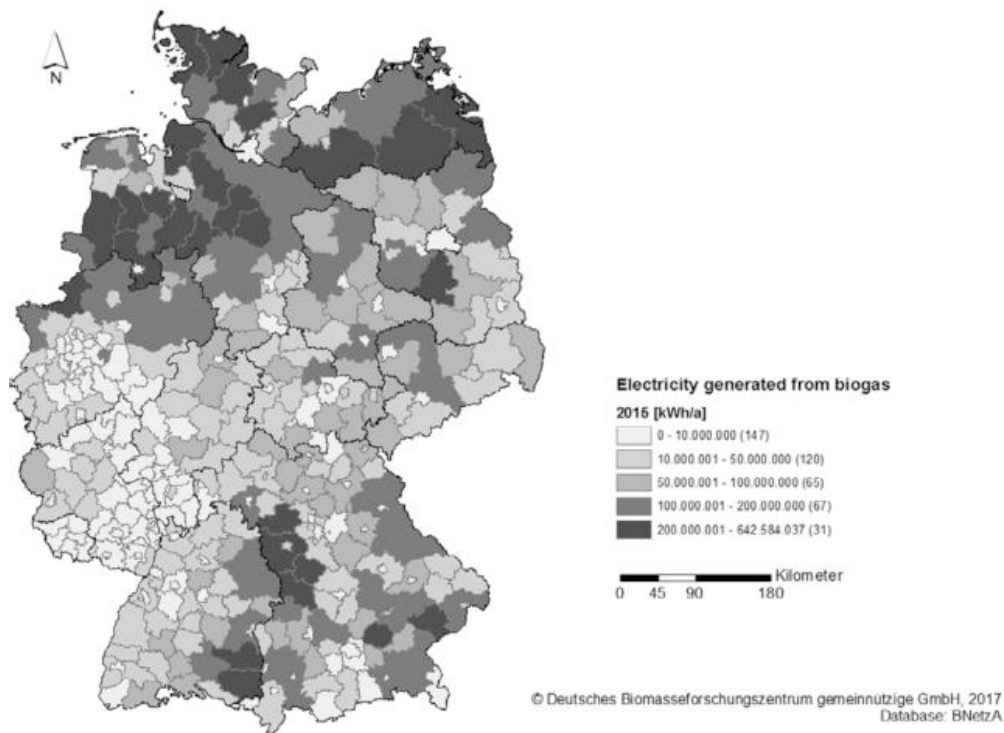 N
Electricity generated from biogas
2015 [kWh/a]
0 - 10.000.000 (147)
10.000.001 - 50.000.000 (120)
50.000.001 - 100.000.000 (65)
100.000.001 - 200.000.000 (67)
200.000.001 - 642.584.037 (31)
Kilometer
0 45 90 180
© Deutsches Biomasseforschungszentrum gemeinnützige GmbH, 2017
Database: BNetzA